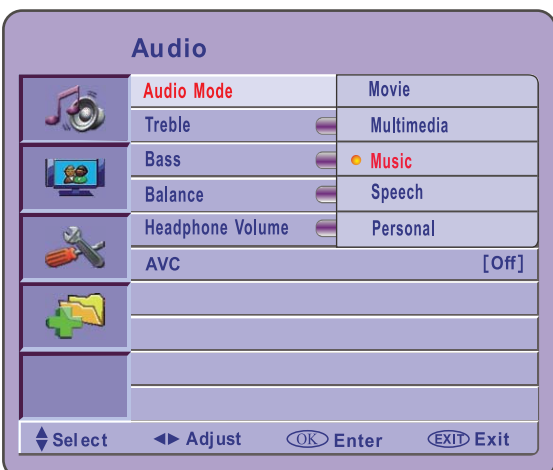 Audio
Audio Mode
Treble
Bass
Balance
Headphone Volume
AVC [Off]
Movie
Multimedia
Music
Speech
Personal
Select Adjust OK Enter EXIT Exit